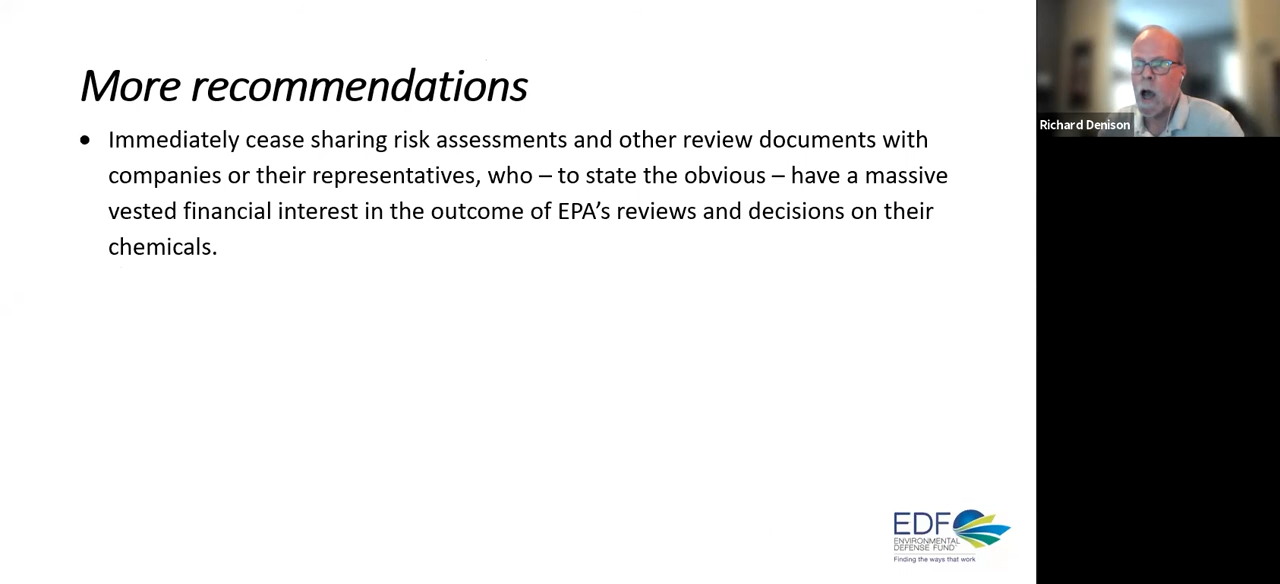 More recommendations
• Immediately cease sharing risk assessments and other review documents with
companies or their representatives, who – to state the obvious – have a massive
vested financial interest in the outcome of EPA’s reviews and decisions on their
chemicals.
Richard Denison
EDF
ENVIRONMENTAL
DEFENSE FUND
Finding the ways that work